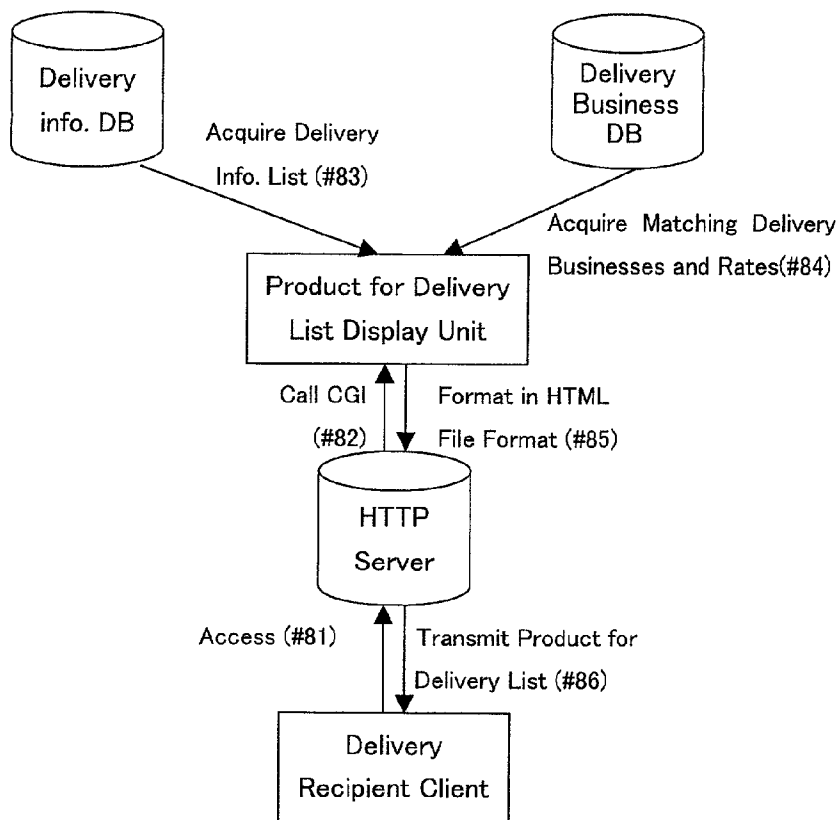 Delivery
info. DB
Delivery
Business
DB
Acquire Delivery
Info. List (#83)
Acquire Matching Delivery
Businesses and Rates(#84)
Product for Delivery
List Display Unit
Call CGI
(#82)
Format in HTML
File Format (#85)
HTTP
Server
Access (#81)
Transmit Product for
Delivery List (#86)
Delivery
Recipient Client